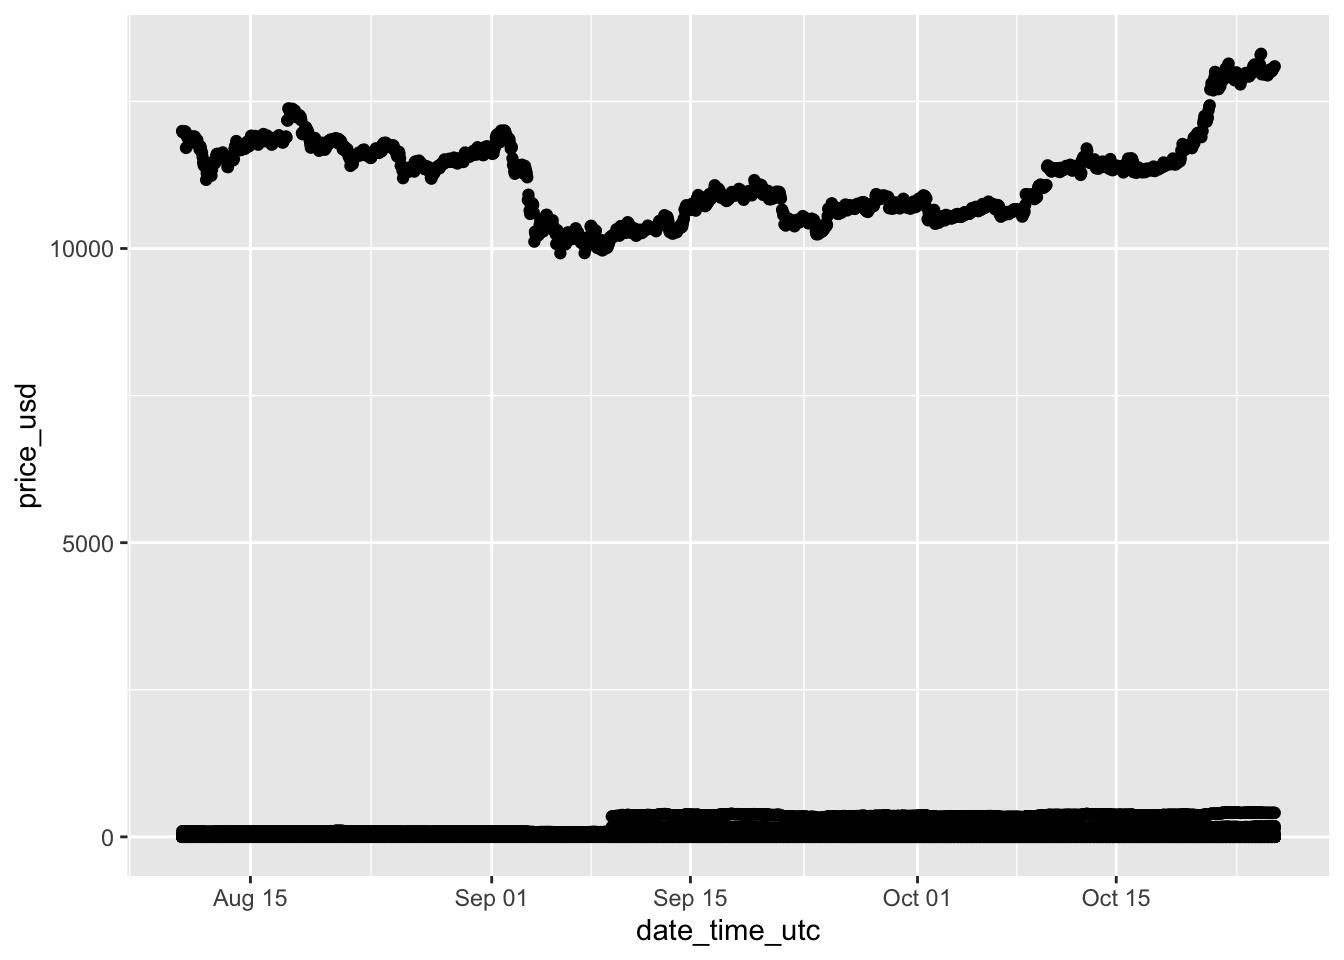 10000
5000
0
price_usd
Aug 15
Sep 01
Sep 15
Oct 01
Oct 15
date_time_utc